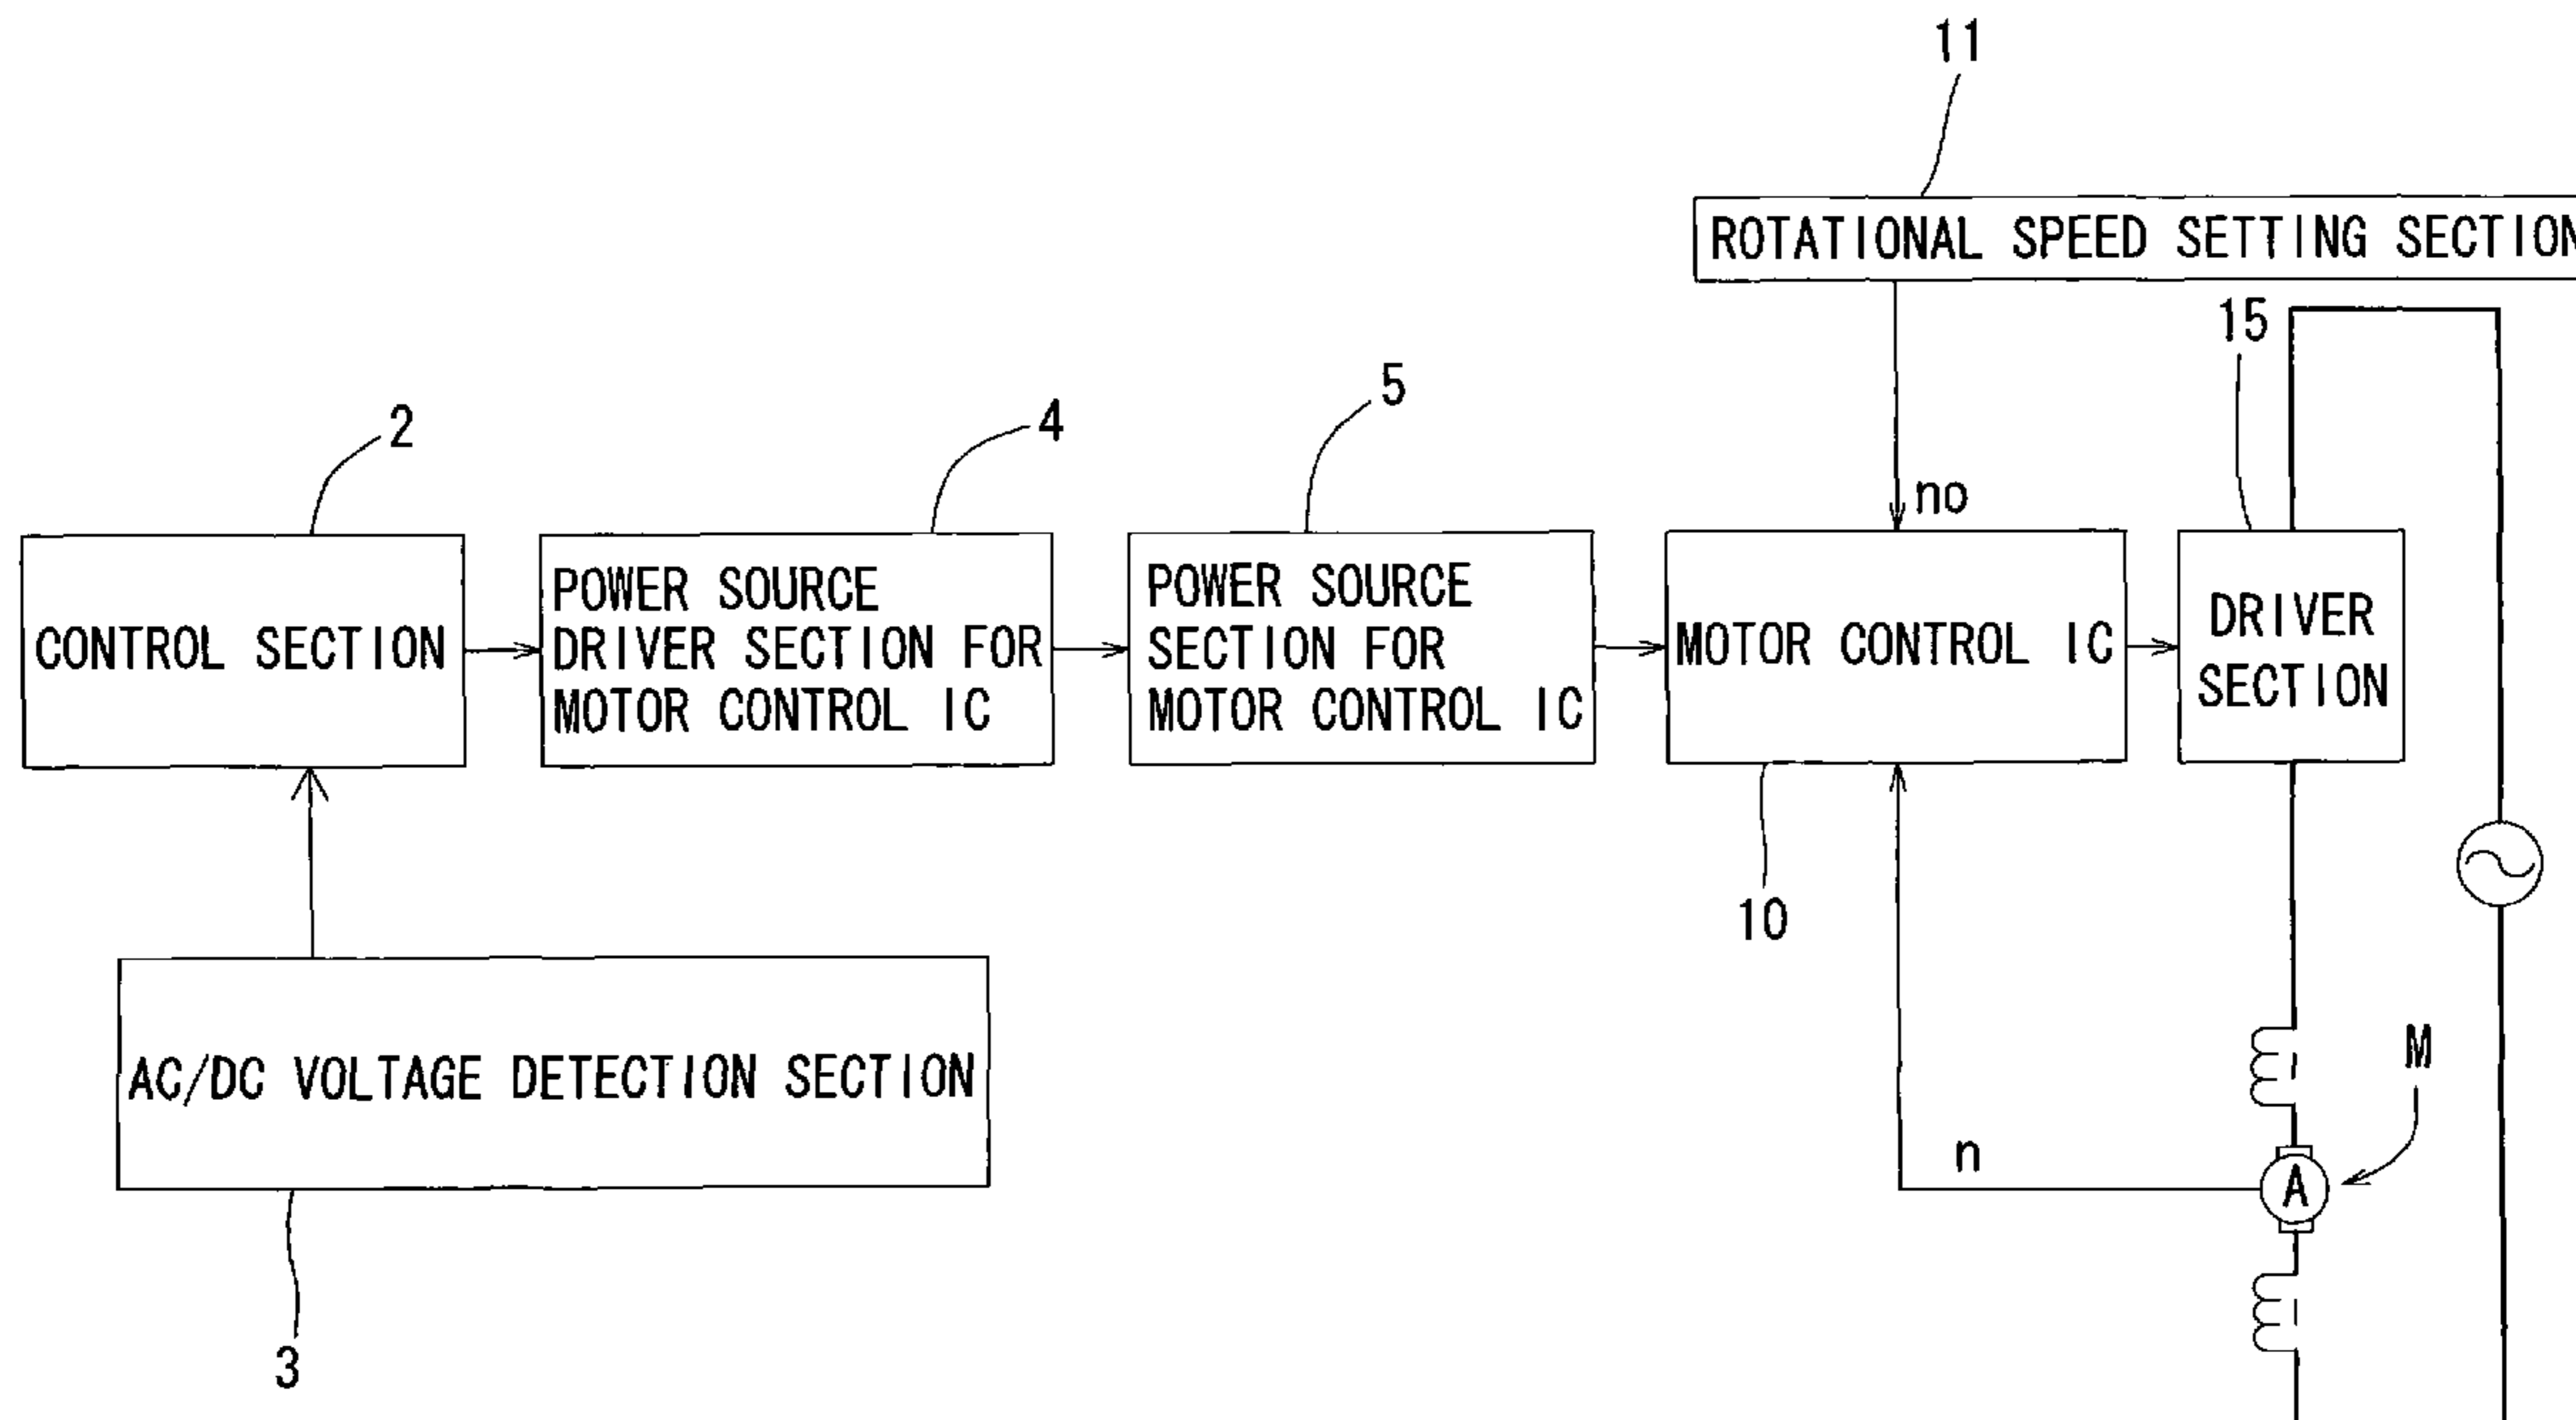 11
ROTATIONAL SPEED SETTING SECTION
15
5
4
2
no
CONTROL SECTION
POWER SOURCE
DRIVER SECTION FOR
MOTOR CONTROL IC
POWER SOURCE
SECTION FOR
MOTOR CONTROL IC
MOTOR CONTROL IC
DRIVER
SECTION
10
AC/DC VOLTAGE DETECTION SECTION
M
n
A
3